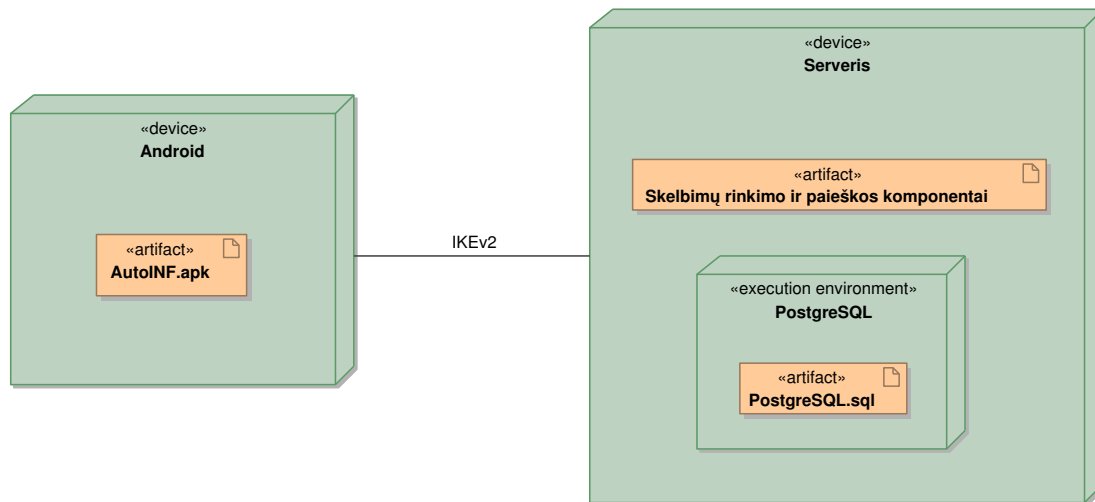 «device»
Android
«artifact»
AutoINF.apk
IKEv2
«device»
Serveris
«artifact»
Skelbimų rinkimo ir paieškos komponentai
«execution environment»
PostgreSQL
«artifact»
PostgreSQL.sql